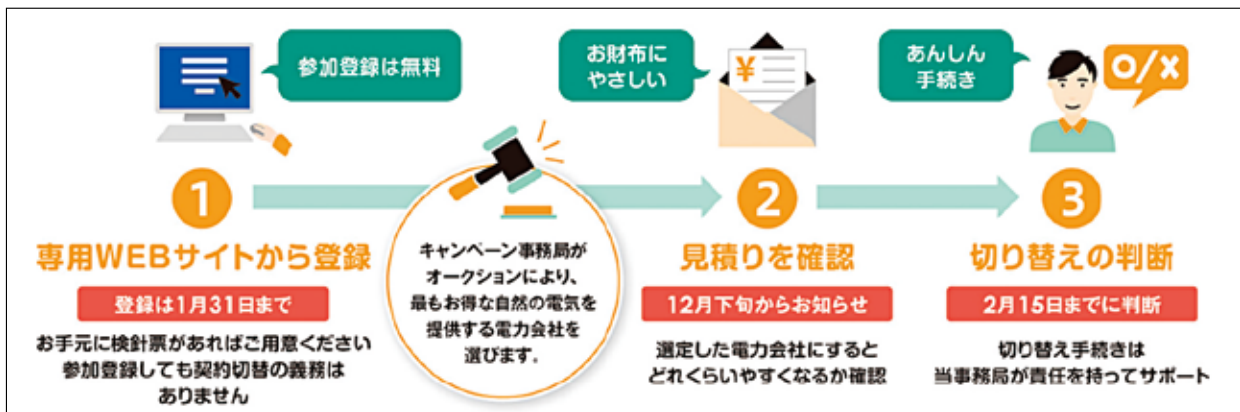 参加登録は無料
1
専用WEBサイトから登録
登録は1月31日まで
お手元に検針票があればご用意ください
参加登録しても契約切替の義務は
ありません
キャンペーン事務局が
オークションにより、
最もお得な自然の電気を
提供する電力会社を
選びます。
お財布に
やさしい
¥
2
見積りを確認
12月下旬からお知らせ
選定した電力会社にすると
どれくらいやすくなるか確認
あんしん
手続き
O/X
3
切り替えの判断
2月15日までに判断
切り替え手続きは
当事務局が責任を持ってサポート